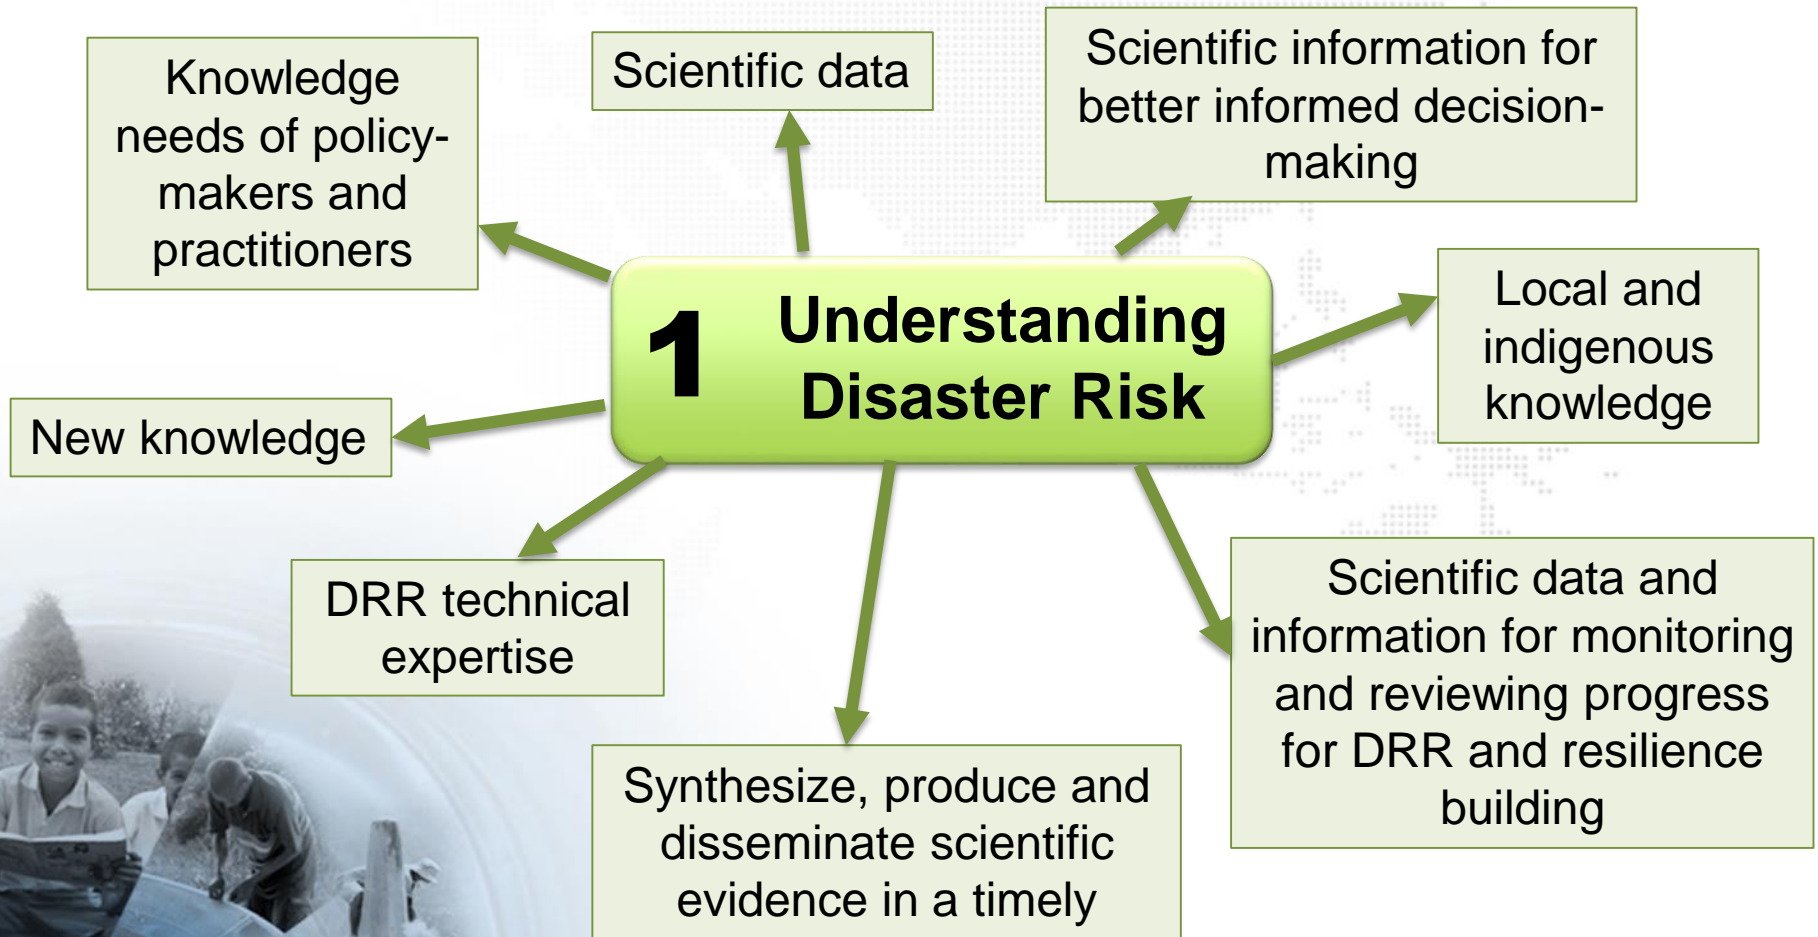 Knowledge
needs of policy-
makers and
practitioners
Scientific data
Scientific information for
better informed decision-
making
1
Understanding
Disaster Risk
Local and
indigenous
knowledge
New knowledge
DRR technical
expertise
Synthesize, produce and
disseminate scientific
evidence in a timely
Scientific data and
information for monitoring
and reviewing progress
for DRR and resilience
building